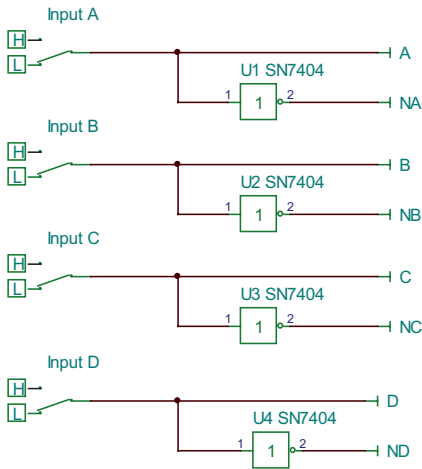 Input A
H
A
L
U1 SN7404
1 1 2 NA
Input B
H
B
L
U2 SN7404
1 1 2 NB
Input C
H
C
L
U3 SN7404
1 1 2 NC
Input D
H
D
L
U4 SN7404
1 1 2 ND